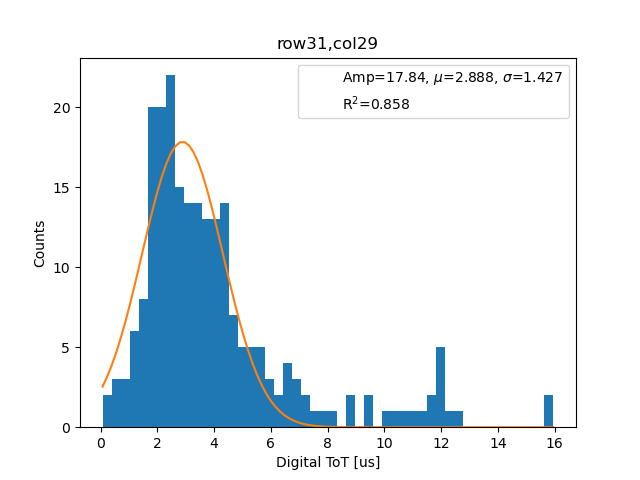 row31,col29
Amp=17.84, μ=2.888, σ=1.427
R²=0.858
Counts
20
15
10
5
0
0 2 4 6 8 10 12 14 16
Digital ToT [us]